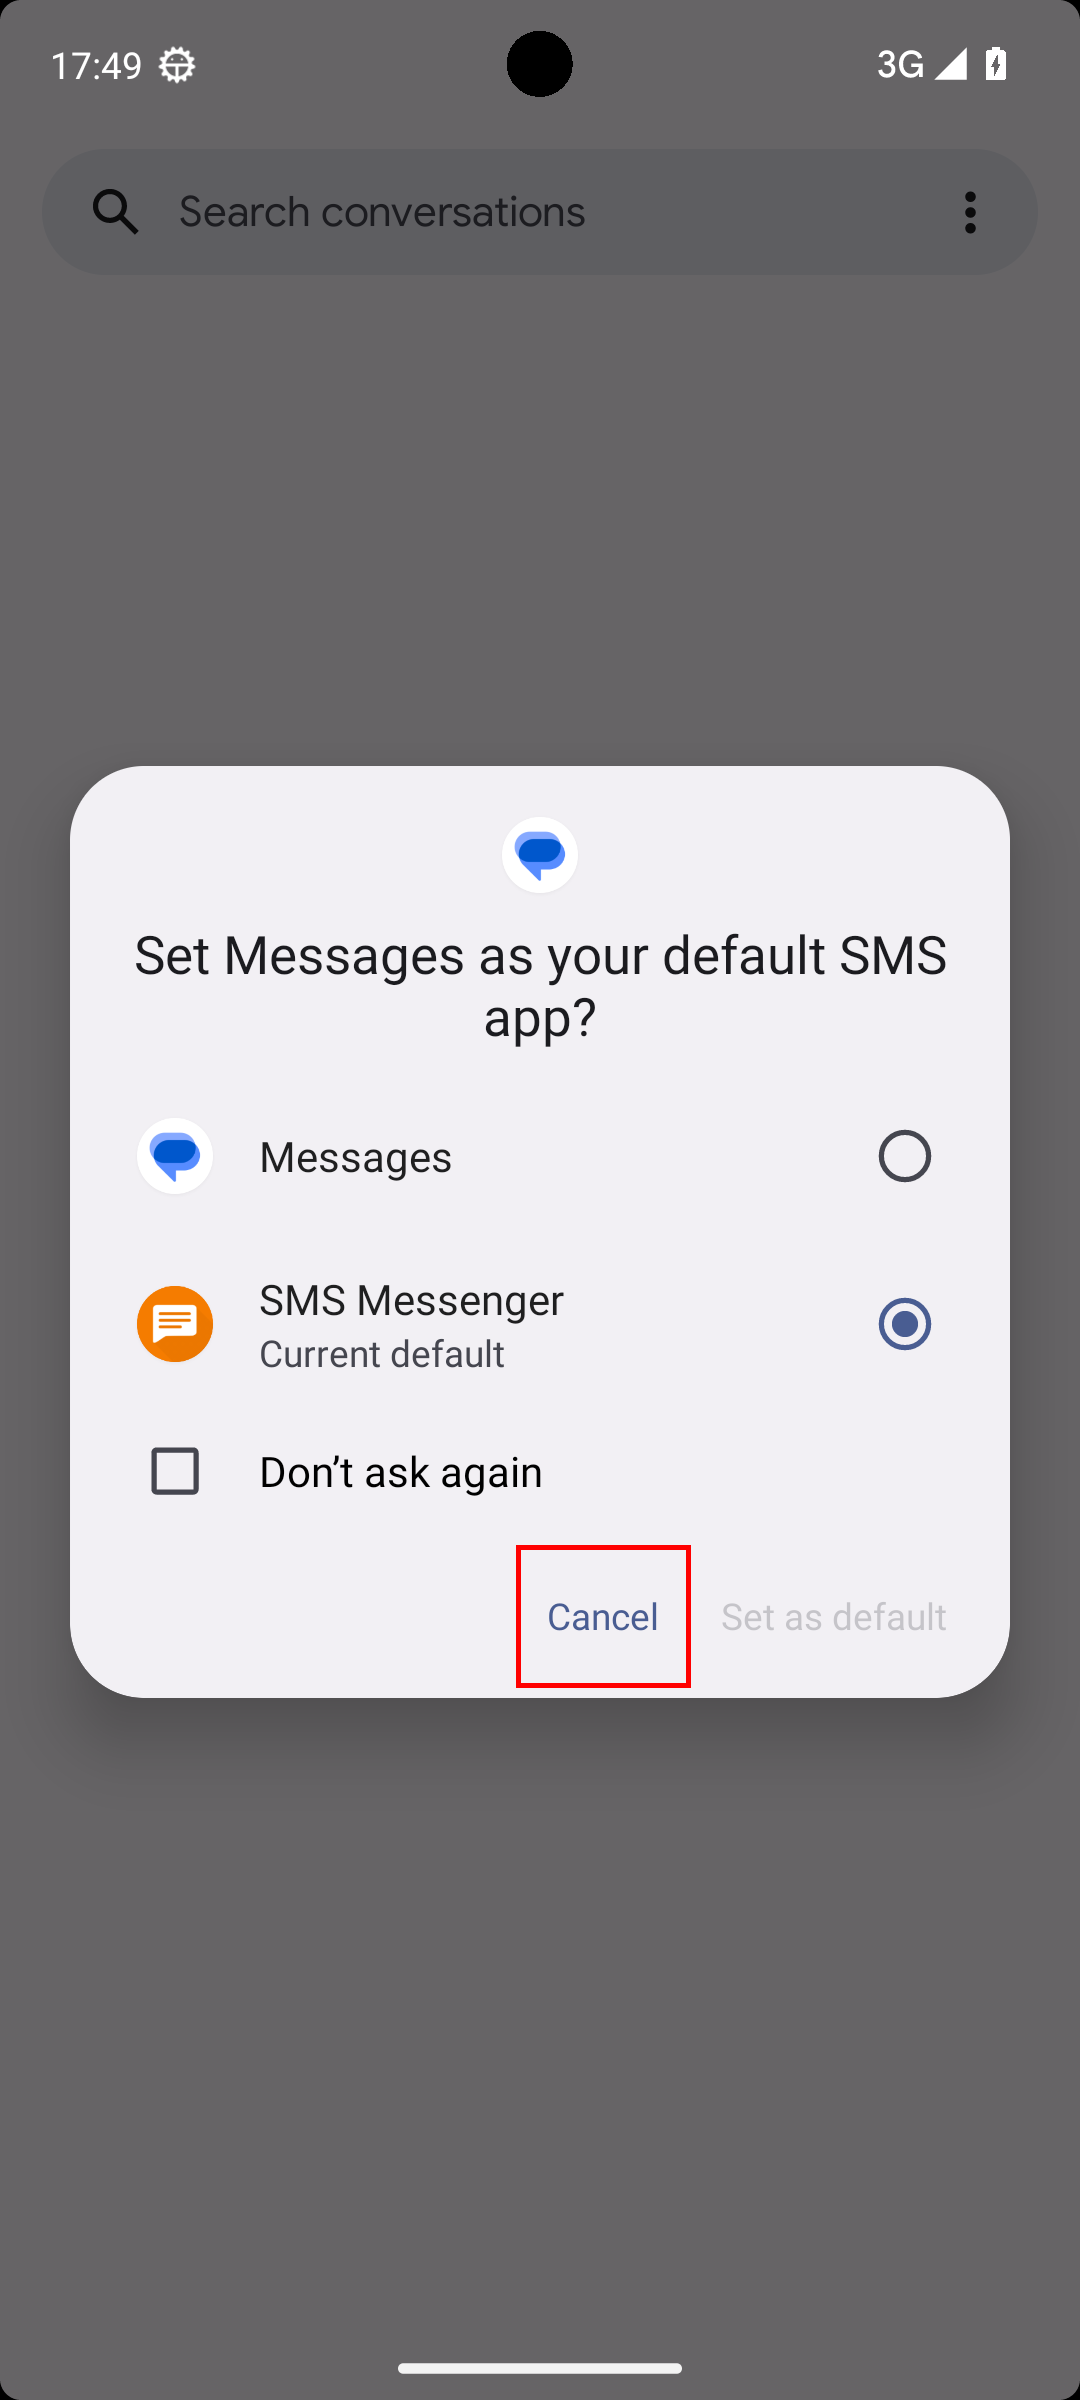 17:49
3G
Search conversations
Set Messages as your default SMS
app?
Messages
SMS Messenger
Current default
Don’t ask again
Cancel
Set as default